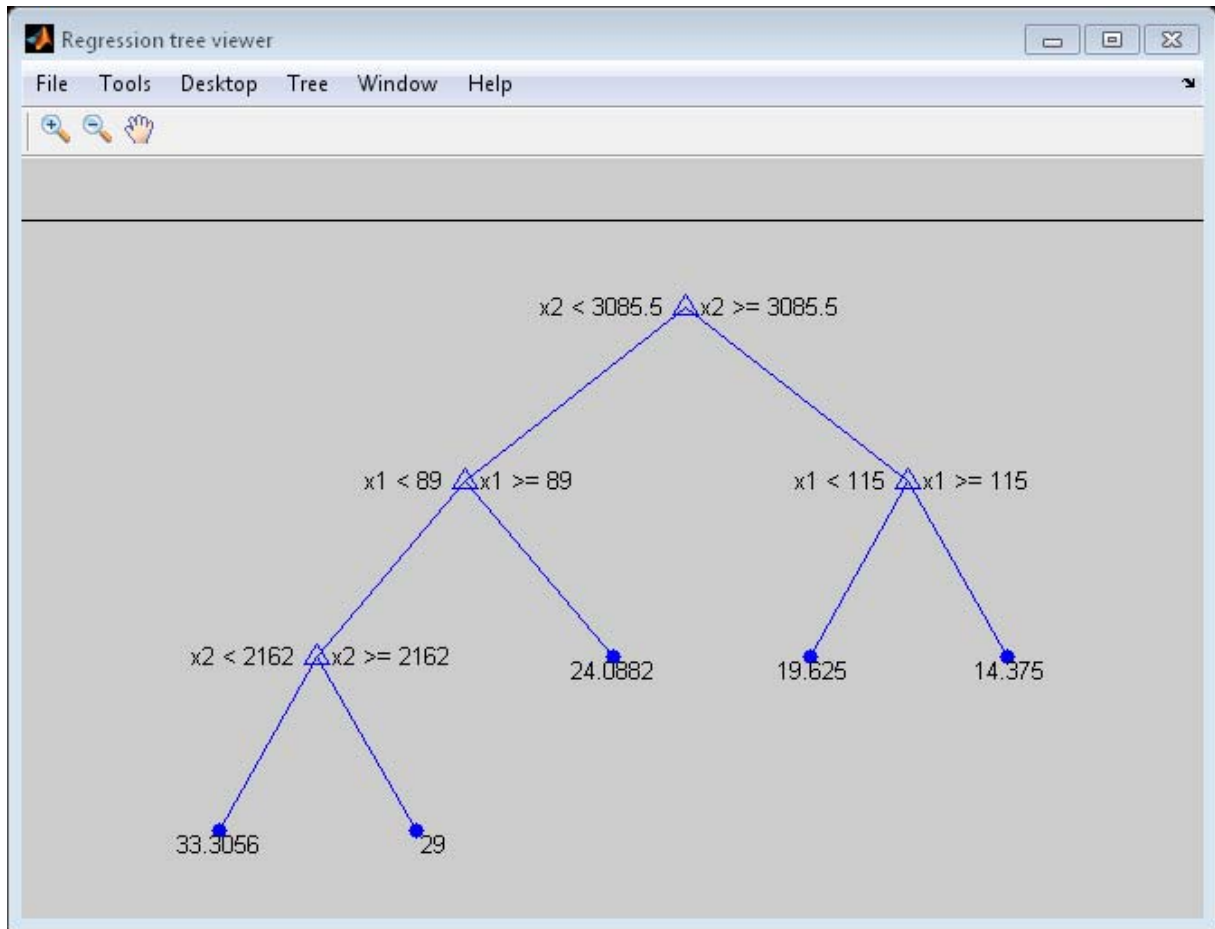 Regression tree viewer
File Tools Desktop Tree Window Help
x2 < 3085.5 x2 >= 3085.5
x1 < 89 x1 >= 89 x1 < 115 x1 >= 115
x2 < 2162 x2 >= 2162 24.0882 19.625 14.375
33.3056 29